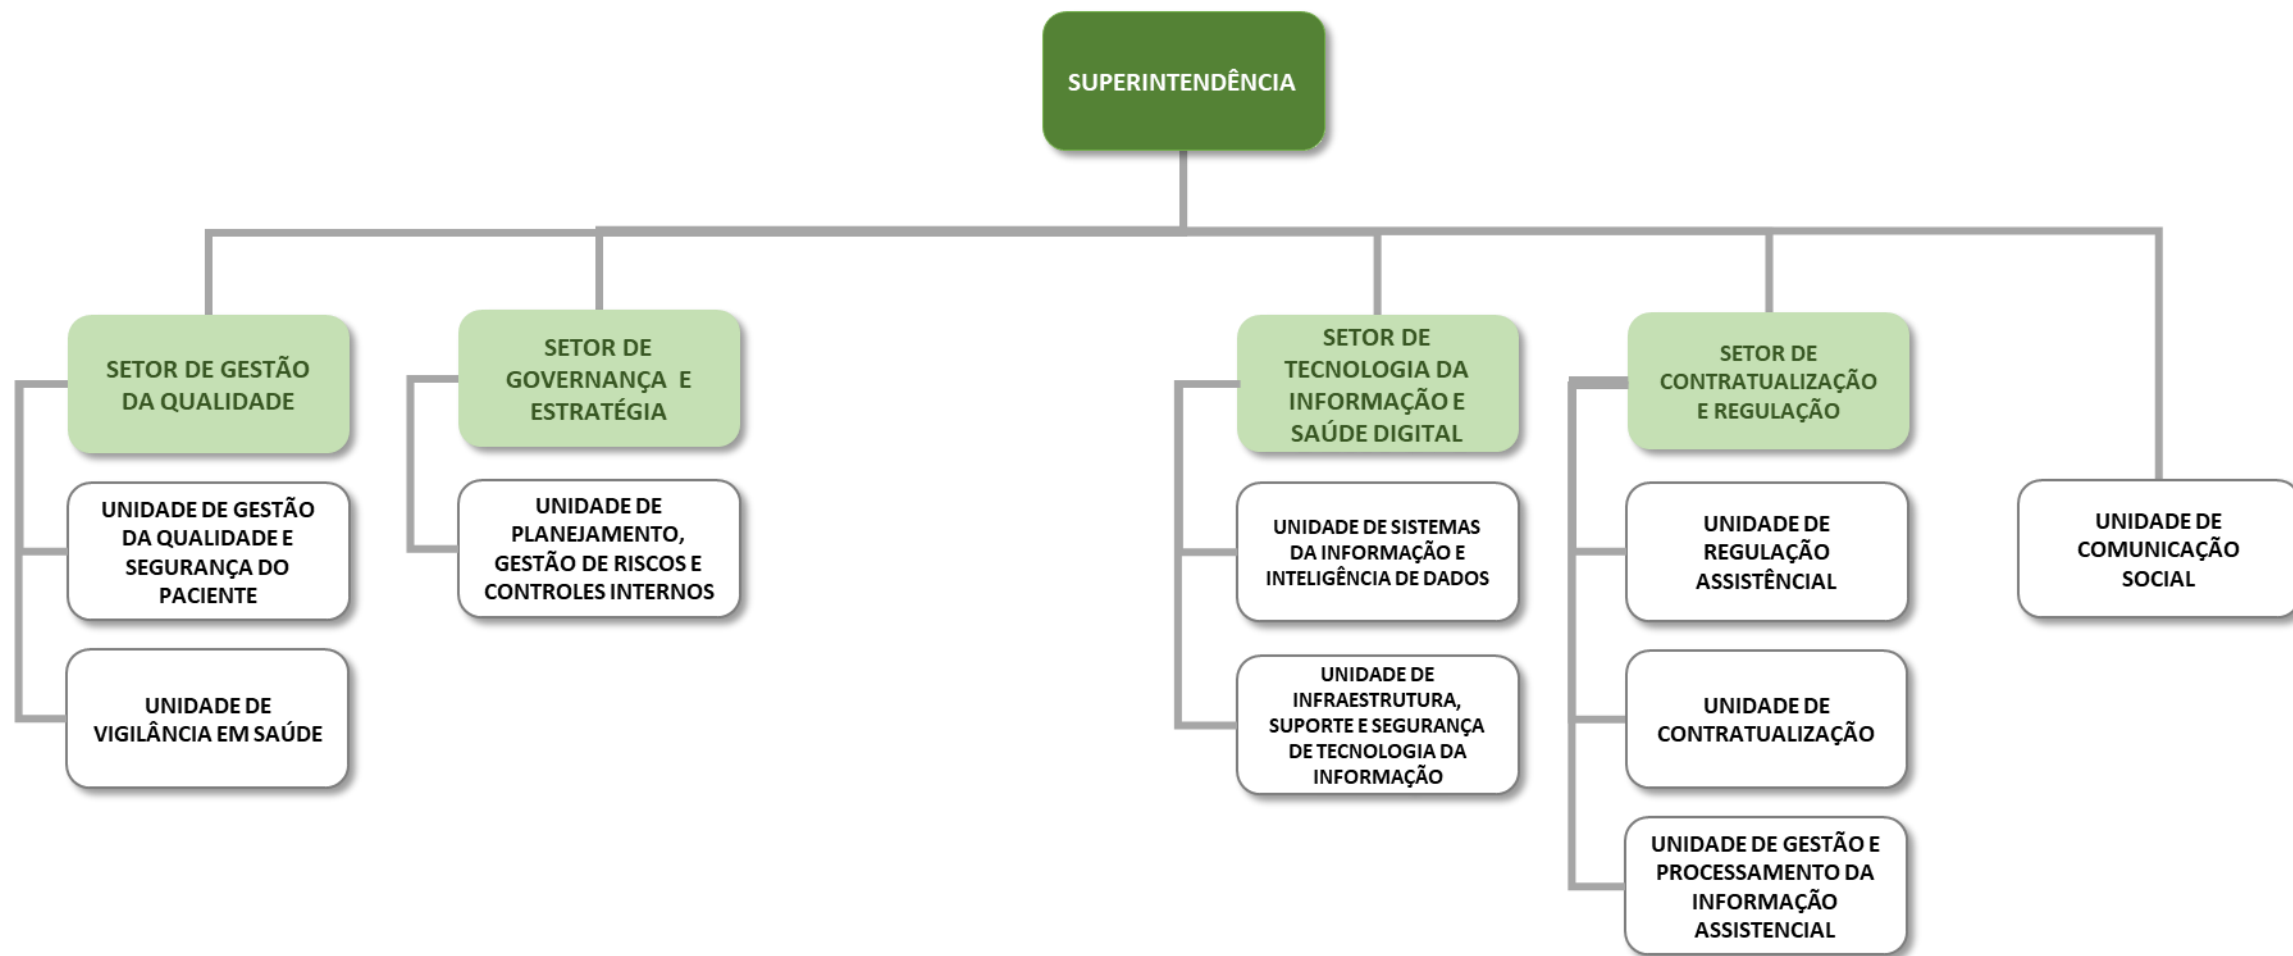 SUPERINTENDÊNCIA
SETOR DE GESTÃO
DA QUALIDADE
UNIDADE DE GESTÃO
DA QUALIDADE E
SEGURANÇA DO
PACIENTE
UNIDADE DE
VIGILÂNCIA EM SAÚDE
SETOR DE
GOVERNANÇA E
ESTRATÉGIA
UNIDADE DE
PLANEJAMENTO,
GESTÃO DE RISCOS E
CONTROLES INTERNOS
SETOR DE
TECNOLOGIA DA
INFORMAÇÃO E
SAÚDE DIGITAL
UNIDADE DE SISTEMAS
DA INFORMAÇÃO E
INTELIGÊNCIA DE DADOS
UNIDADE DE
INFRAESTRUTURA,
SUPORTE E SEGURANÇA
DE TECNOLOGIA DA
INFORMAÇÃO
SETOR DE
CONTRATUALIZAÇÃO
E REGULAÇÃO
UNIDADE DE
REGULAÇÃO
ASSISTÊNCIAL
UNIDADE DE
CONTRATUALIZAÇÃO
UNIDADE DE GESTÃO E
PROCESSAMENTO DA
INFORMAÇÃO
ASSISTENCIAL
UNIDADE DE
COMUNICAÇÃO
SOCIAL